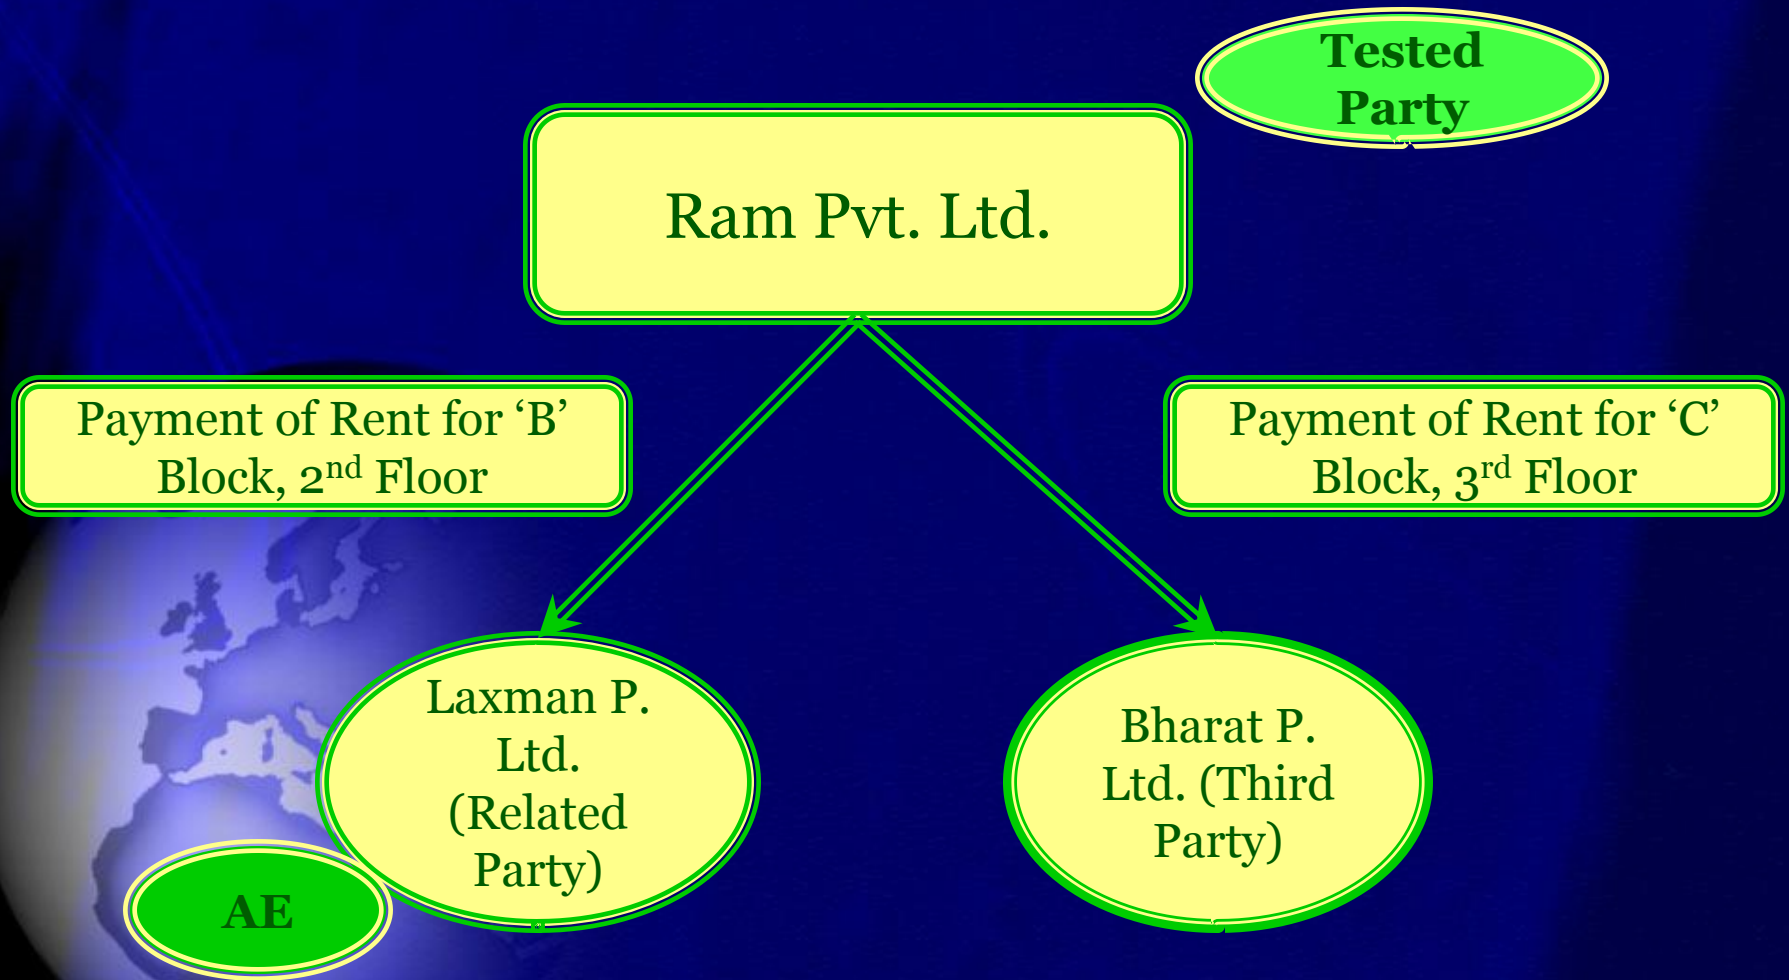 Tested
Party
Ram Pvt. Ltd.
Payment of Rent for ‘B’
Block, 2nd Floor
Payment of Rent for ‘C’
Block, 3rd Floor
Laxman P.
Ltd.
(Related
Party)
Bharat P.
Ltd. (Third
Party)
AE